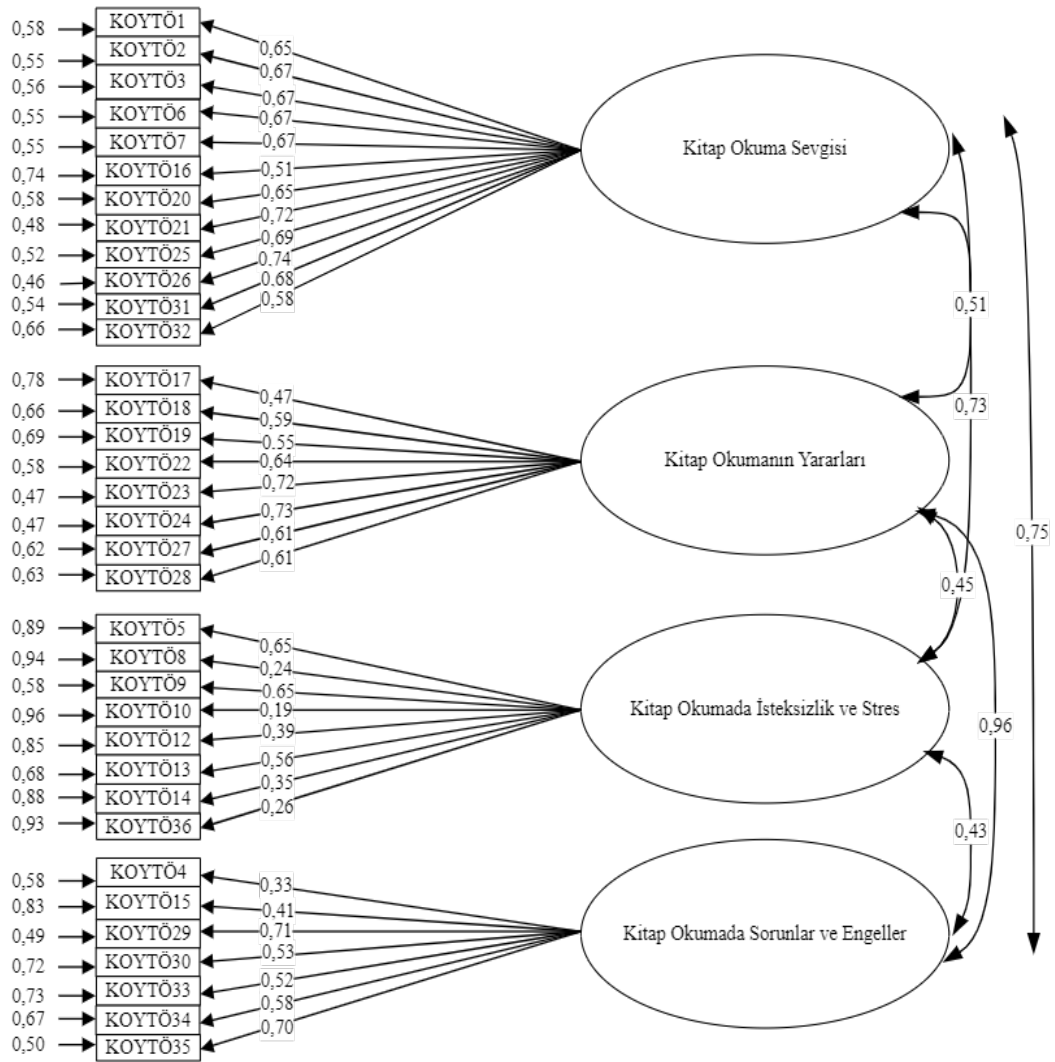 0,58 KOYTÖ1 0,65
0,55 KOYTÖ2 0,67
0,56 KOYTÖ3 0,67
0,55 KOYTÖ6 0,67
0,55 KOYTÖ7 0,67
0,74 KOYTÖ16 0,51
0,58 KOYTÖ20 0,65
0,48 KOYTÖ21 0,72
0,52 KOYTÖ25 0,69
0,46 KOYTÖ26 0,74
0,54 KOYTÖ31 0,68
0,66 KOYTÖ32 0,58
Kitap Okuma Sevgisi
0,78 KOYTÖ17 0,47
0,66 KOYTÖ18 0,59
0,69 KOYTÖ19 0,55
0,58 KOYTÖ22 0,64
0,47 KOYTÖ23 0,72
0,47 KOYTÖ24 0,73
0,62 KOYTÖ27 0,61
0,63 KOYTÖ28 0,61
Kitap Okumanın Yararları
0,89 KOYTÖ5 0,65
0,94 KOYTÖ8 0,24
0,58 KOYTÖ9 0,65
0,96 KOYTÖ10 0,19
0,85 KOYTÖ12 0,39
0,68 KOYTÖ13 0,56
0,88 KOYTÖ14 0,35
0,93 KOYTÖ36 0,26
Kitap Okumada İsteksizlik ve Stres
0,58 KOYTÖ4 0,33
0,83 KOYTÖ15 0,41
0,49 KOYTÖ29 0,71
0,72 KOYTÖ30 0,53
0,73 KOYTÖ33 0,52
0,67 KOYTÖ34 0,58
0,50 KOYTÖ35 0,70
Kitap Okumada Sorunlar ve Engeller
0,51
0,73
0,75
0,45
0,96
0,43